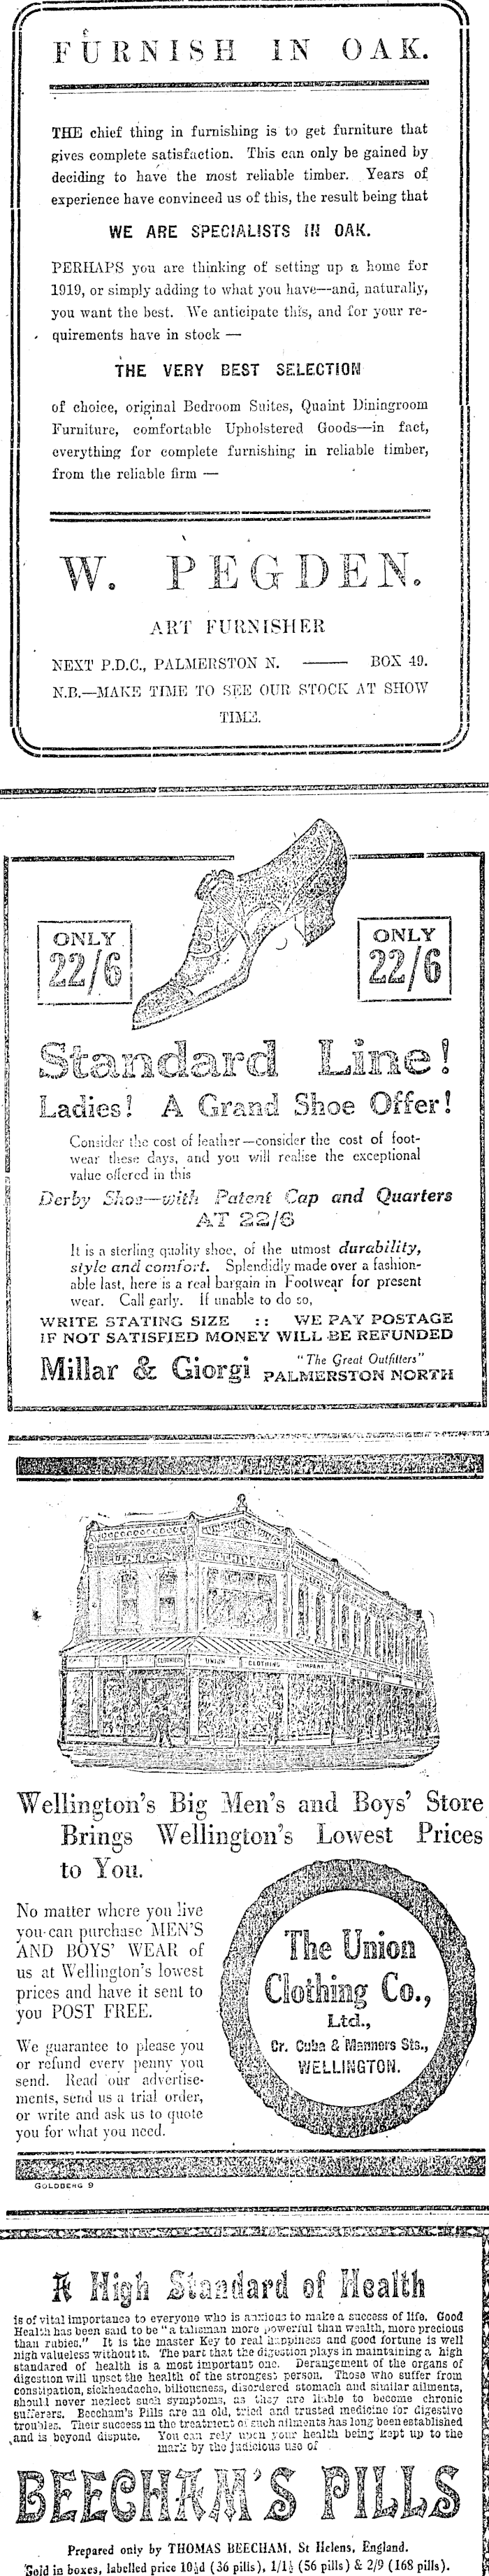 FURNISH IN OAK.
THE chief thing in furnishing is to get furniture that
gives complete satisfaction. This can only be gained by
deciding to have the most reliable timber. Years of
experience have convinced us of this, the result being that
WE ARE SPECIALISTS IN OAK.
PERHAPS you are thinking of setting up a home for
1919, or simply adding to what you have—and, naturally,
you want the best. We anticipate this, and for your re-
quirements have in stock —
THE VERY BEST SELECTION
of choice, original Bedroom Suites, Quaint Diningroom
Furniture, comfortable Upholstered Goods—in fact,
everything for complete furnishing in reliable timber,
from the reliable firm —
W. PEGDEN.
ART FURNISHER
NEXT P.D.C., PALMERSTON N. —— BOX 49.
N.B.—MAKE TIME TO SEE OUR STOCK AT SHOW
TIME.
ONLY
22/6
ONLY
22/6
Standard Line!
Ladies! A Grand Shoe Offer!
Consider the cost of leather—consider the cost of foot-
wear these days, and you will realise the exceptional
value offered in this
Derby Shoe—with Patent Cap and Quarters
AT 22/6
It is a sterling quality shoe, of the utmost durability,
style and comfort. Splendidly made over a fashion-
able last, here is a real bargain in Footwear for present
wear. Call early. If unable to do so,
WRITE STATING SIZE :: WE PAY POSTAGE
IF NOT SATISFIED MONEY WILL BE REFUNDED
Millar & Giorgi "The Great Outfitters"
PALMERSTON NORTH
UNION CLOTHING COMPANY
Wellington's Big Men's and Boys' Store
Brings Wellington's Lowest Prices
to You.
No matter where you live
you can purchase MEN'S
AND BOYS' WEAR of
us at Wellington's lowest
prices and have it sent to
you POST FREE.
We guarantee to please you
or refund every penny you
send. Read our advertise-
ments, send us a trial order,
or write and ask us to quote
you for what you need.
The Union
Clothing Co.,
Ltd.,
Cr. Cuba & Manners Sts.,
WELLINGTON.
GOLDBERG 9
A High Standard of Health
is of vital importance to everyone who is anxious to make a success of life. Good
Health has been said to be "a talisman more powerful than wealth, more precious
than rubies." It is the master Key to real happiness and good fortune is well
nigh valueless without it. The part that the digestion plays in maintaining a high
standard of health is a most important one. Derangement of the organs of
digestion will upset the health of the strongest person. Those who suffer from
constipation, sick headache, biliousness, disordered stomach and similar ailments,
should never neglect such symptoms, as they are liable to become chronic
sufferers. Beecham's Pills are an old, tried and trusted medicine for digestive
troubles. Their success in the treatment of such ailments has long been established
and is beyond dispute. You can rely upon your health being kept up to the
mark by the judicious use of
BEECHAM'S PILLS
Prepared only by THOMAS BEECHAM, St Helens, England.
Sold in boxes, labelled price 10½d (36 pills), 1/1½ (56 pills) & 2/9 (168 pills).